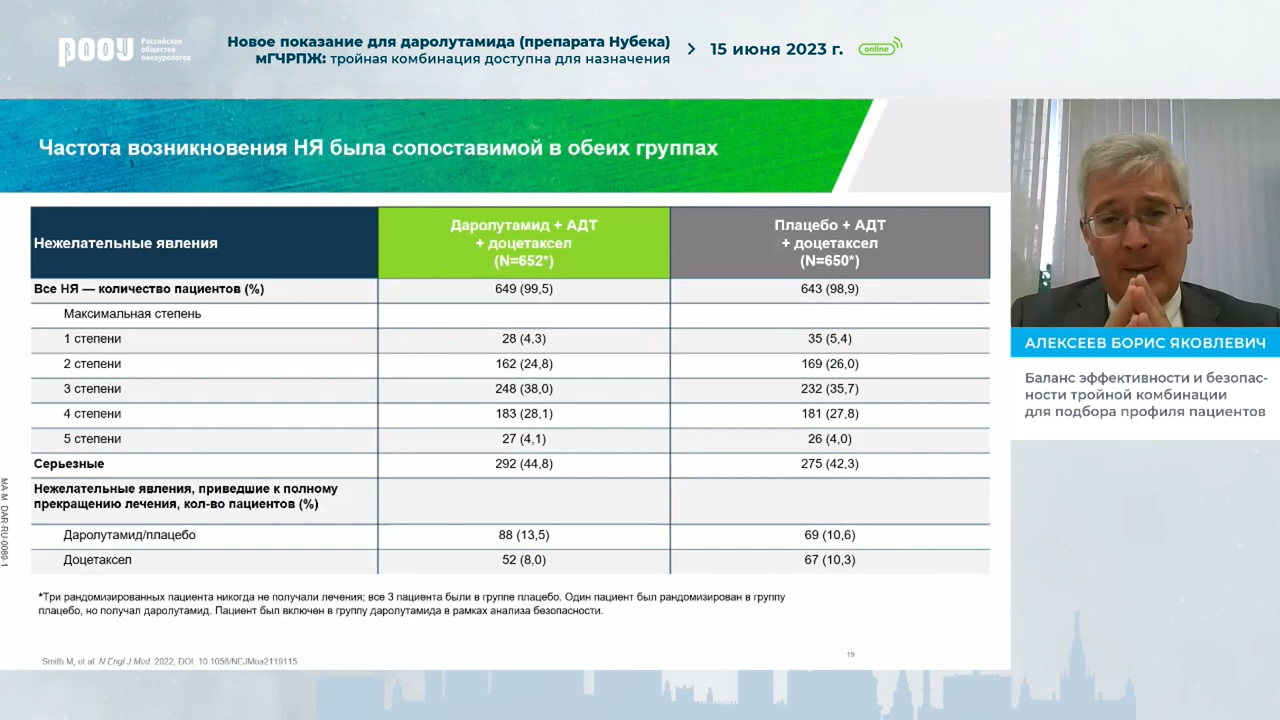 РООУ
RAOU
Российское
общество
онкоурологов
Новое показание для даролутамида (препарата Нубека)
мГЧРПЖ: тройная комбинация доступна для назначения
15 июня 2023 г.
online
Частота возникновения НЯ была сопоставимой в обеих группах
Нежелательные явления
Даролутамид + АДТ
+ доцетаксел
(N=652*)
Плацебо + АДТ
+ доцетаксел
(N=650*)
Все НЯ — количество пациентов (%) 649 (99,5) 643 (98,9)
Максимальная степень
1 степени 28 (4,3) 35 (5,4)
2 степени 162 (24,8) 169 (26,0)
3 степени 248 (38,0) 232 (35,7)
4 степени 183 (28,1) 181 (27,8)
5 степени 27 (4,1) 26 (4,0)
Серьезные 292 (44,8) 275 (42,3)
Нежелательные явления, приведшие к полному
прекращению лечения, кол-во пациентов (%)
Даролутамид/плацебо 88 (13,5) 69 (10,6)
Доцетаксел 52 (8,0) 67 (10,3)
*Три рандомизированных пациента никогда не получали лечения; все 3 пациента были в группе плацебо. Один пациент был рандомизирован в группу
плацебо, но получал даролутамид. Пациент был включен в группу даролутамида в рамках анализа безопасности.
Smith M, et al. N Engl J Med. 2022, DOI: 10.1056/NEJMoa2119115.
19
MA-M_DAR-RU-0089-1
АЛЕКСЕЕВ БОРИС ЯКОВЛЕВИЧ
Баланс эффективности и безопас-
ности тройной комбинации
для подбора профиля пациентов